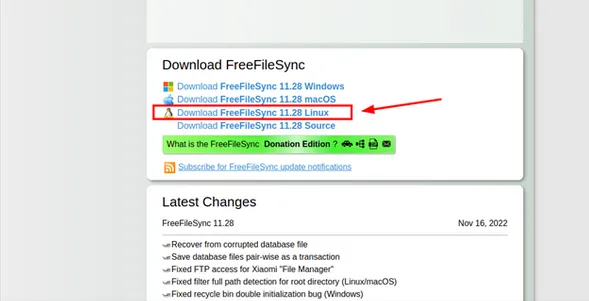 Download FreeFileSync
Download FreeFileSync 11.28 Windows
Download FreeFileSync 11.28 macOS
Download FreeFileSync 11.28 Linux
Download FreeFileSync 11.28 Source
What is the FreeFileSync Donation Edition ?
Subscribe for FreeFileSync update notifications
Latest Changes
FreeFileSync 11.28 Nov 16, 2022
Recover from corrupted database file
Save database files pair-wise as a transaction
Fixed FTP access for Xiaomi "File Manager"
Fixed filter full path detection for root directory (Linux/macOS)
Fixed recycle bin double initialization bug (Windows)